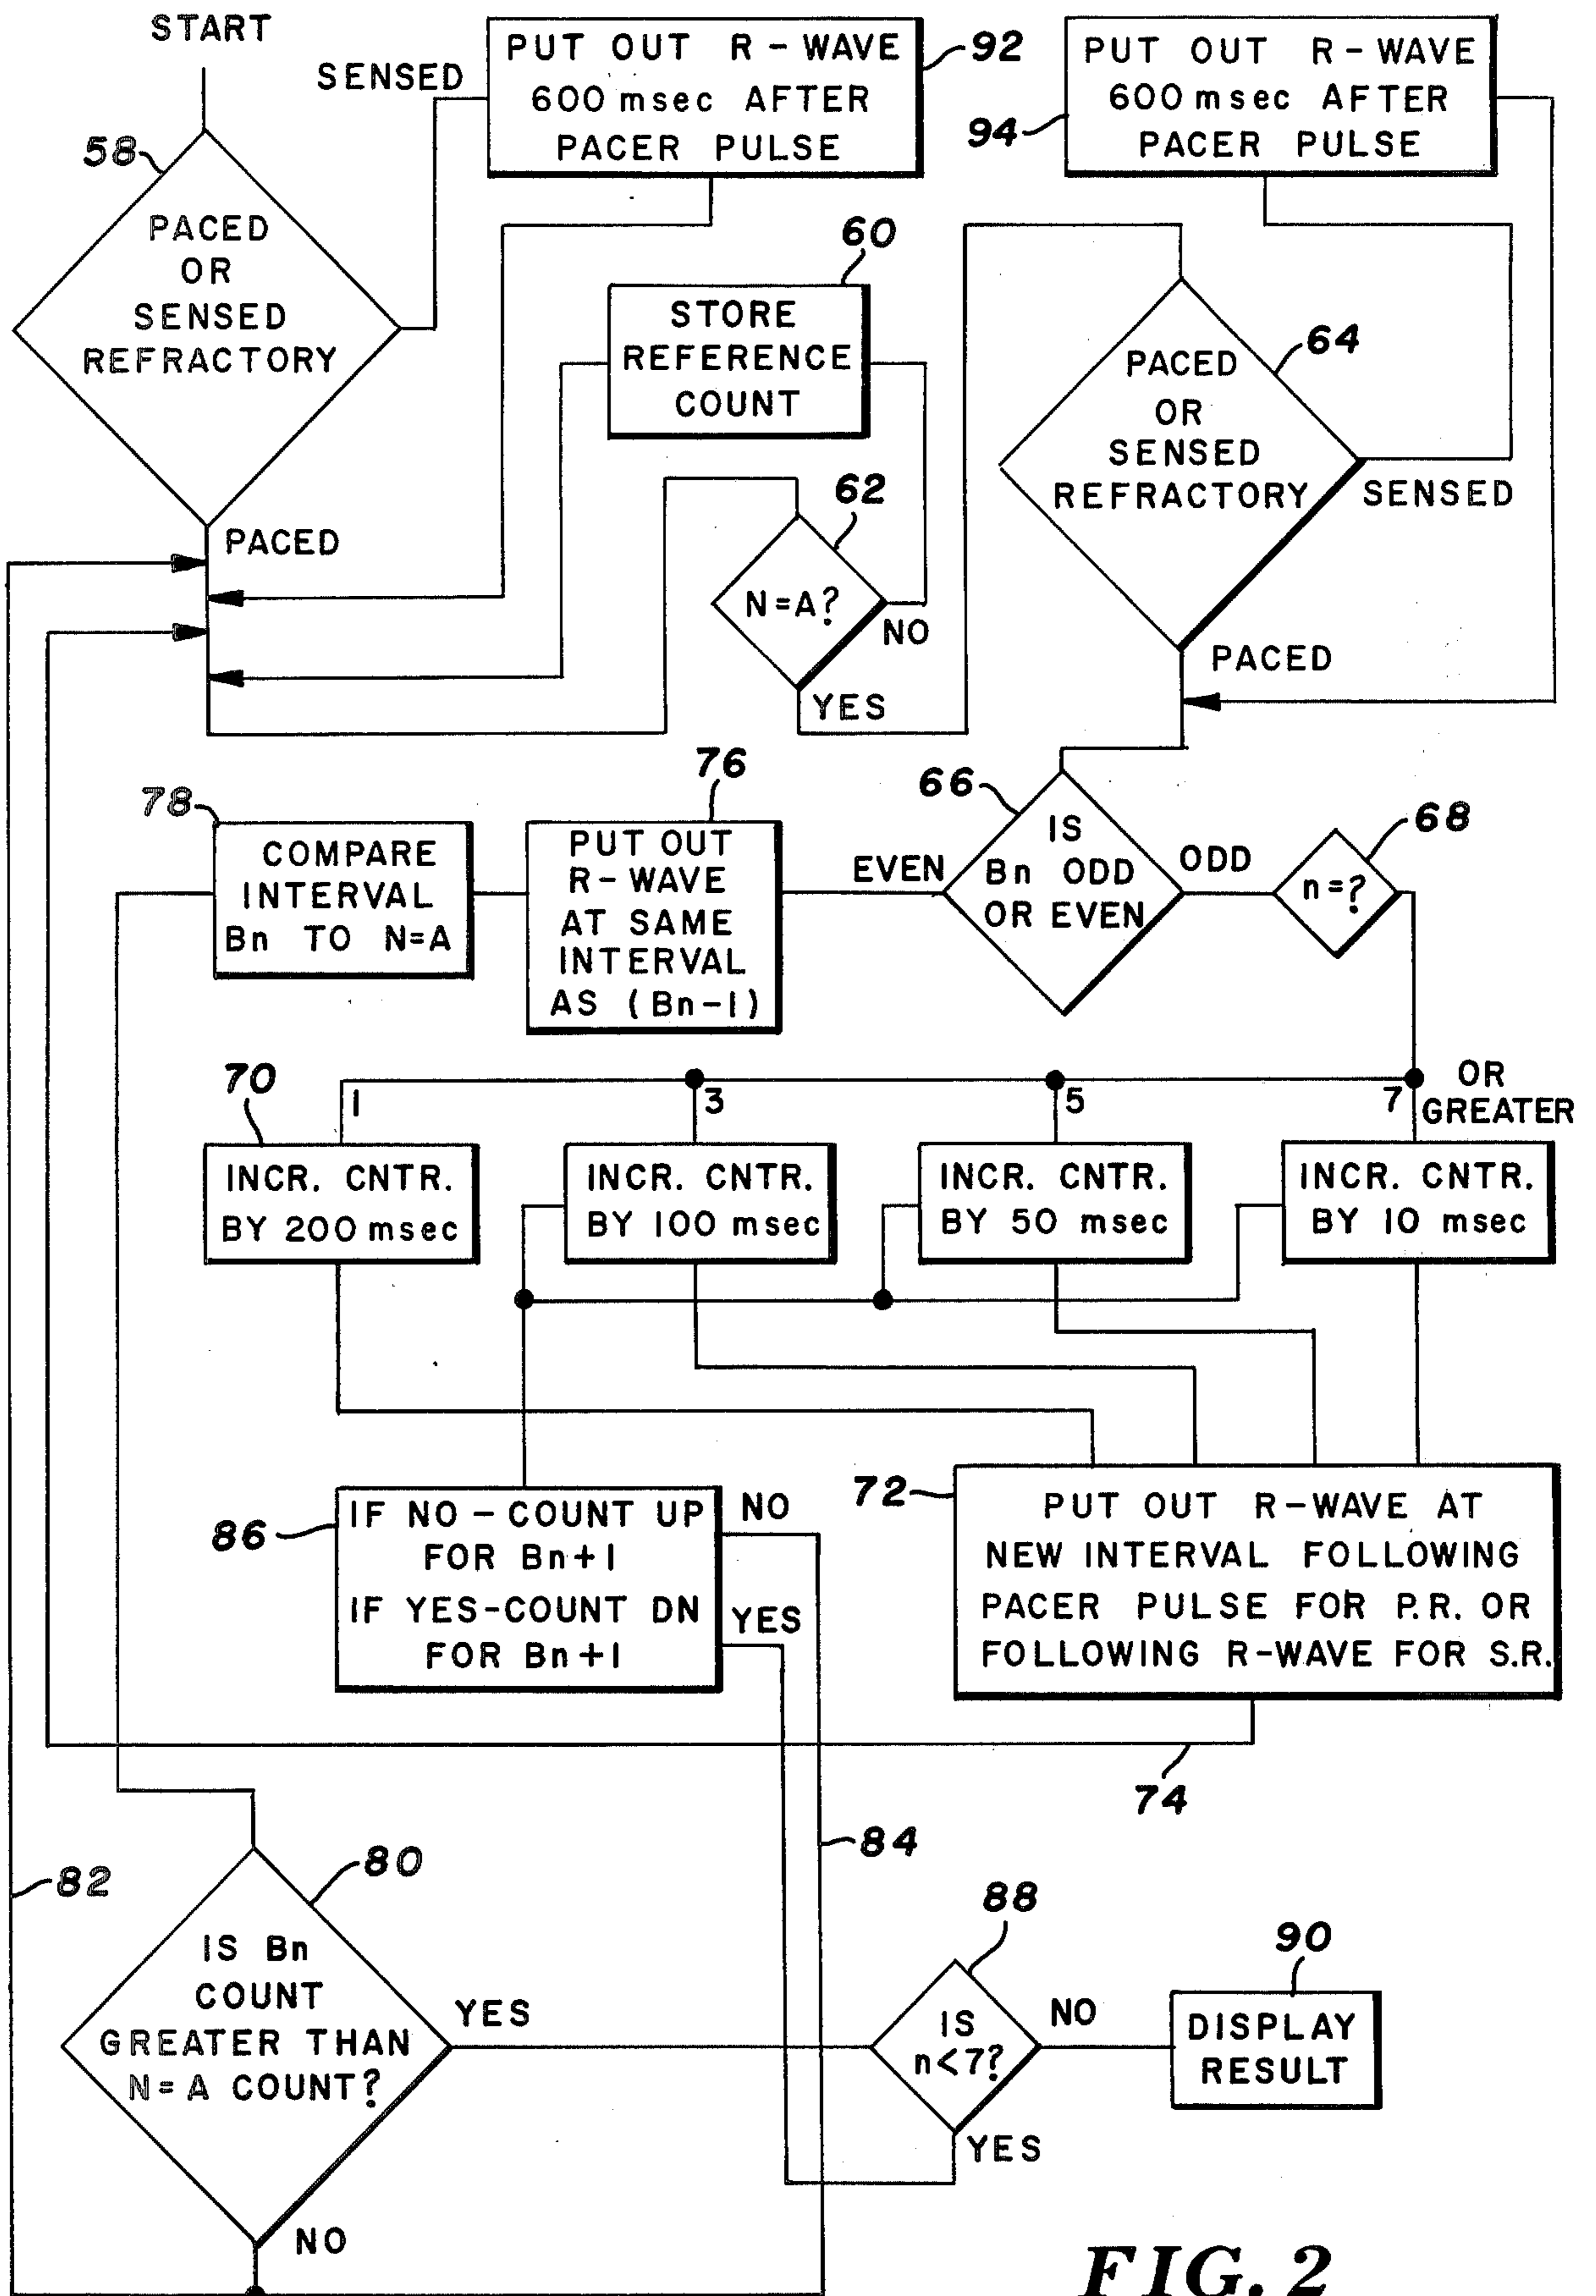 START
SENSED
PUT OUT R-WAVE
600 msec AFTER
PACER PULSE
92
PUT OUT R-WAVE
600 msec AFTER
PACER PULSE
94
58
PACED
OR
SENSED
REFRACTORY
PACED
60
STORE
REFERENCE
COUNT
62
N=A?
NO
YES
64
PACED
OR
SENSED
REFRACTORY
SENSED
PACED
78
COMPARE
INTERVAL
Bn TO N=A
76
PUT OUT
R-WAVE
AT SAME
INTERVAL
AS (Bn-1)
EVEN
66
IS
Bn ODD
OR EVEN
ODD
68
n=?
70
1
3
5
7
OR
GREATER
INCR. CNTR.
BY 200 msec
INCR. CNTR.
BY 100 msec
INCR. CNTR.
BY 50 msec
INCR. CNTR.
BY 10 msec
86
IF NO-COUNT UP
FOR Bn+1
IF YES-COUNT DN
FOR Bn+1
NO
YES
72
PUT OUT R-WAVE AT
NEW INTERVAL FOLLOWING
PACER PULSE FOR P.R. OR
FOLLOWING R-WAVE FOR S.R.
74
84
82
80
IS Bn
COUNT
GREATER THAN
N=A COUNT?
YES
NO
88
IS
n<7?
NO
YES
90
DISPLAY
RESULT
FIG. 2